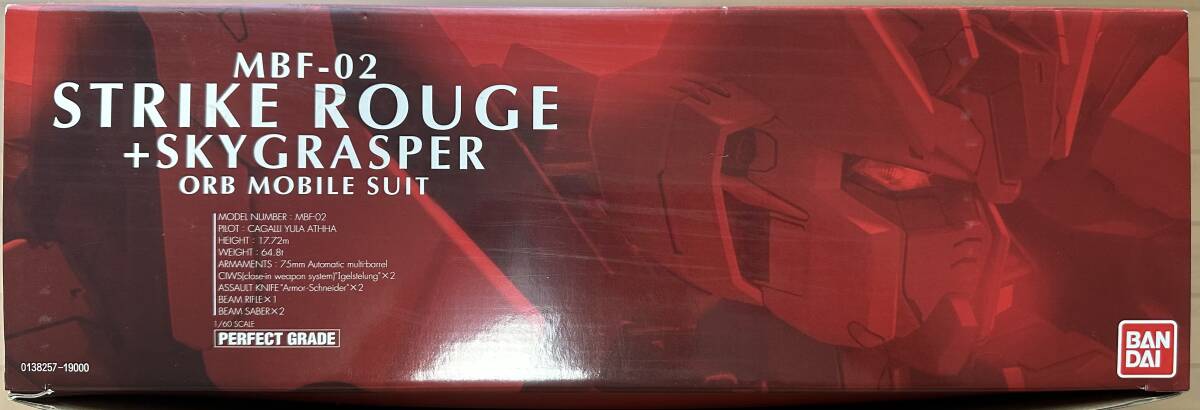 MBF-02
STRIKE ROUGE
+SKYGRASPER
ORB MOBILE SUIT
MODEL NUMBER : MBF-02
PILOT : CAGALLI YULA ATHHA
HEIGHT : 17.72m
WEIGHT : 64.8t
ARMAMENTS : 75mm Automatic multi-barrel
CIWS(close-in weapon system)"Igelstellung"×2
ASSAULT KNIFE "Armor-Schneider"×2
BEAM RIFLE×1
BEAM SABER×2
1/60 SCALE
PERFECT GRADE
0138257-19000
BAN
DAI